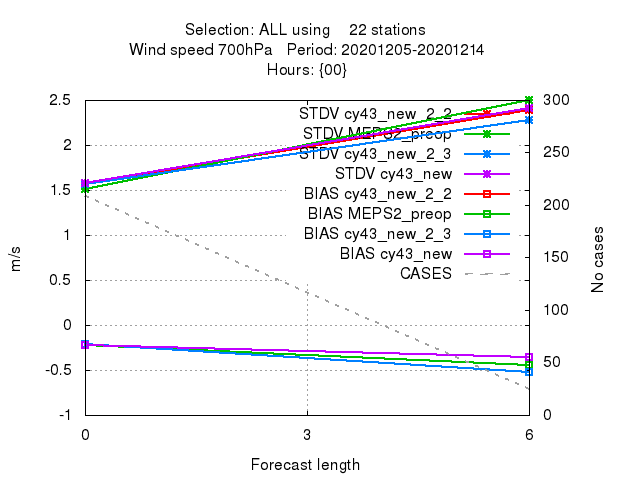 Selection: ALL using 22 stations
Wind speed 700hPa Period: 20201205-20201214
Hours: {00}
2.5
2
1.5
1
0.5
0
-0.5
-1
300
250
200
150
100
50
0
STDV cy43_new_2_2
STDV MEPS2_preop
STDV cy43_new_2_3
STDV cy43_new
BIAS cy43_new_2_2
BIAS MEPS2_preop
BIAS cy43_new_2_3
BIAS cy43_new
CASES
m/s
No cases
0 3 6
Forecast length